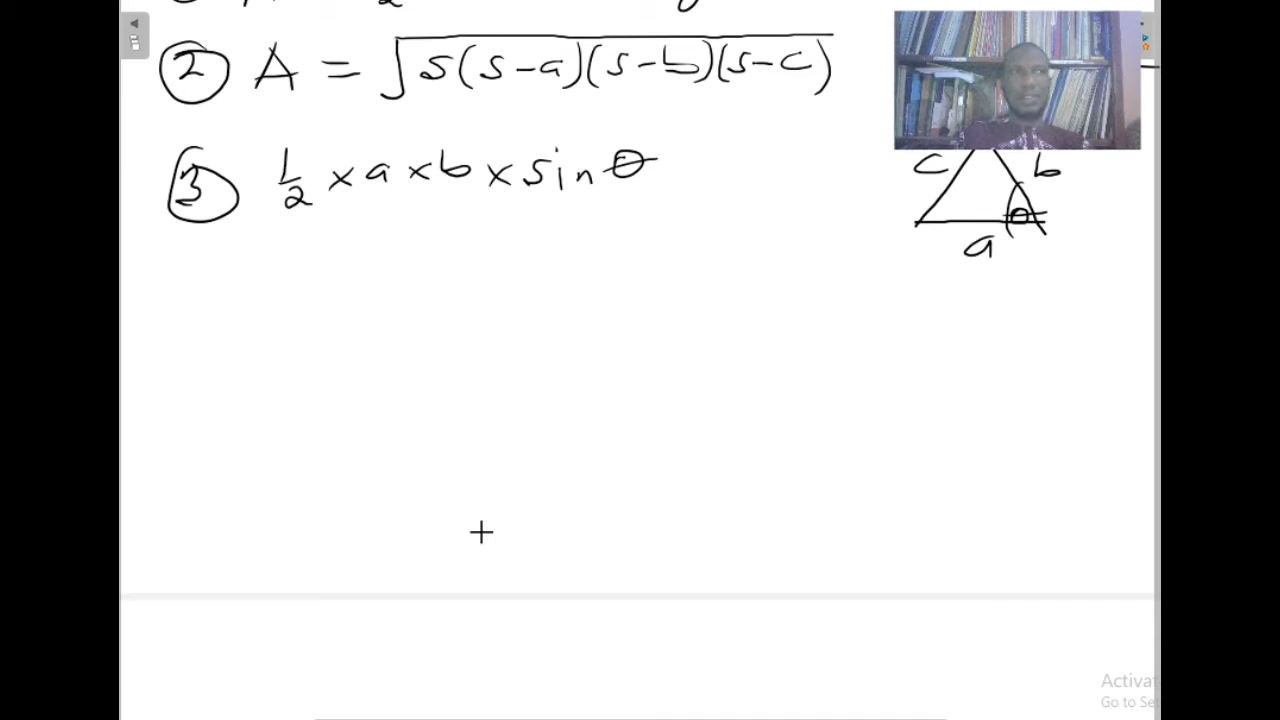 ② A = √s(s-a)(s-b)(s-c)
③ 1/2 × a × b × sin θ
c b
θ
a
Activat
Go to Se